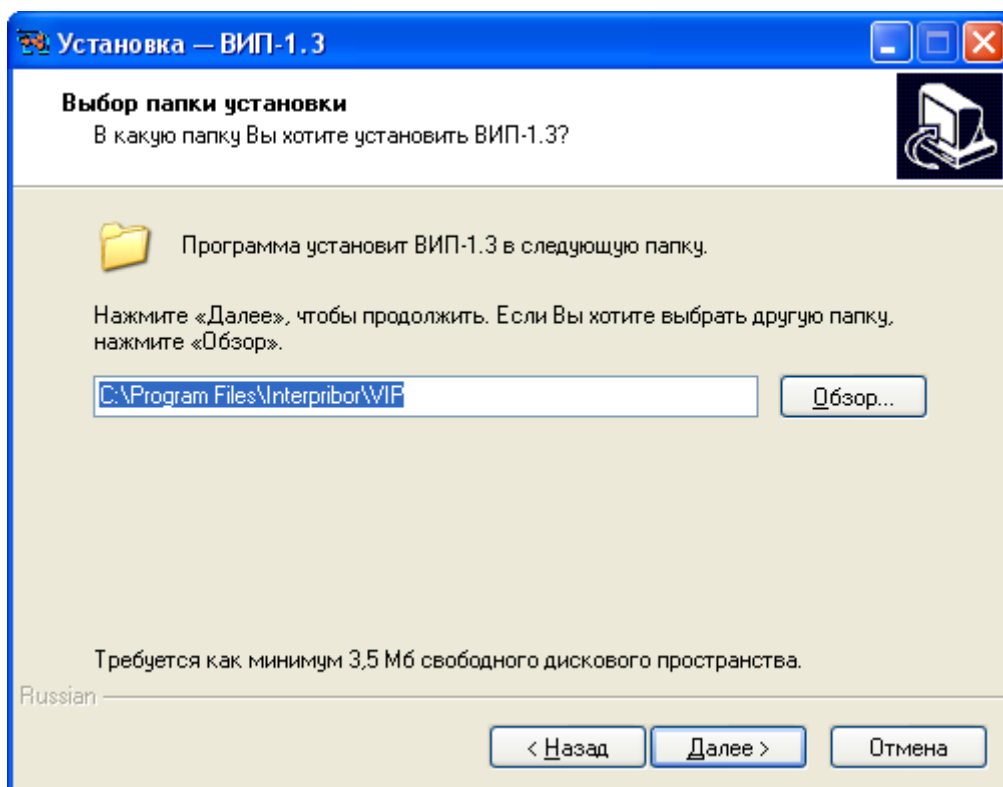 Установка — ВИП-1.3
Выбор папки установки
В какую папку Вы хотите установить ВИП-1.3?
Программа установит ВИП-1.3 в следующую папку.
Нажмите «Далее», чтобы продолжить. Если Вы хотите выбрать другую папку,
нажмите «Обзор».
C:\Program Files\Interpribor\VIP
Обзор...
Требуется как минимум 3,5 Мб свободного дискового пространства.
Russian
< Назад
Далее >
Отмена